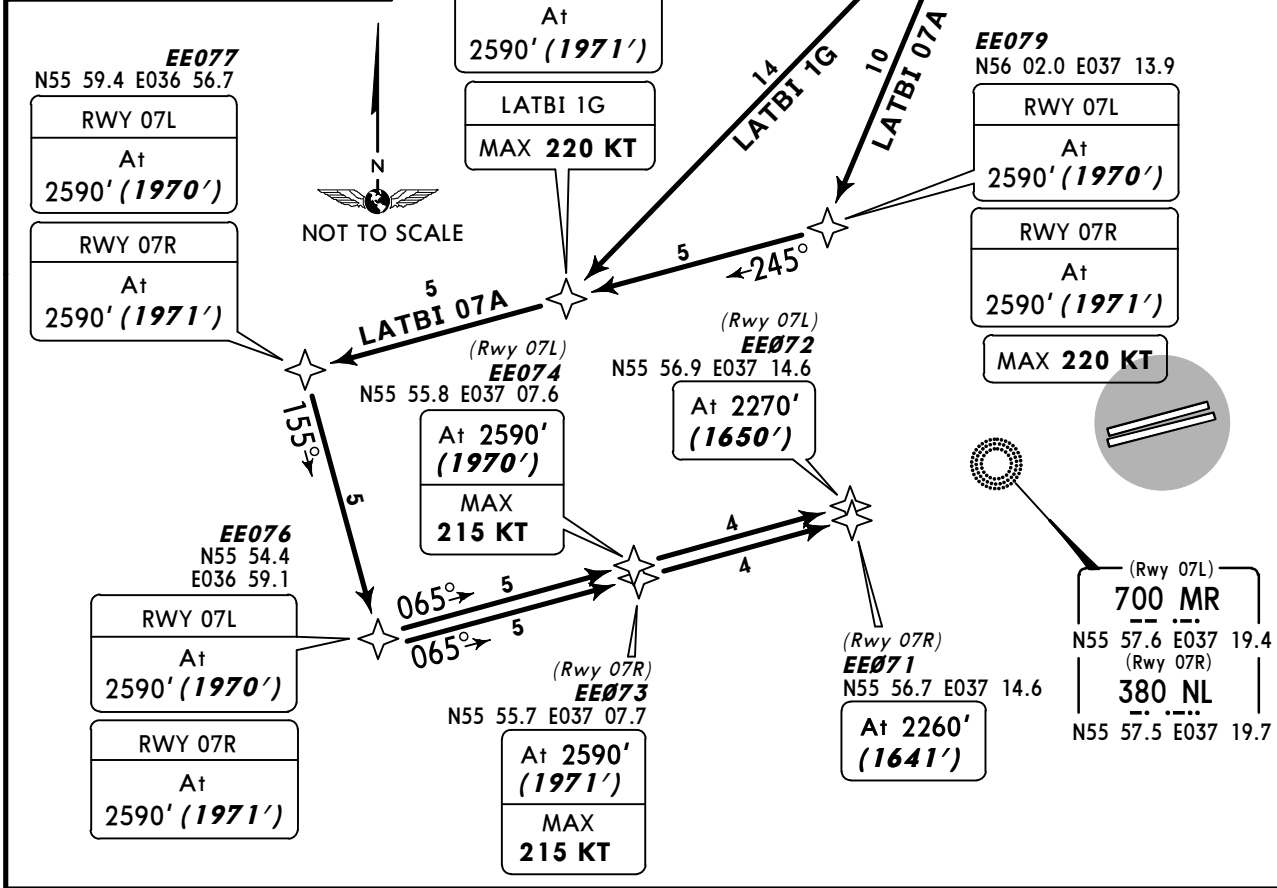 At
2590' (1971')
LATBI 1G
MAX 220 KT
14
LATBI 1G
10
LATBI 07A
EE077
N55 59.4 E036 56.7
RWY 07L
At
2590' (1970')
RWY 07R
At
2590' (1971')
N
NOT TO SCALE
EE079
N56 02.0 E037 13.9
RWY 07L
At
2590' (1970')
RWY 07R
At
2590' (1971')
MAX 220 KT
5
245°
5
LATBI 07A
155°
5
(Rwy 07L)
EE074
N55 55.8 E037 07.6
At 2590'
(1970')
MAX
215 KT
(Rwy 07L)
EEØ72
N55 56.9 E037 14.6
At 2270'
(1650')
EE076
N55 54.4
E036 59.1
RWY 07L
At
2590' (1970')
RWY 07R
At
2590' (1971')
065°
5
065°
5
4
4
(Rwy 07R)
EEØ73
N55 55.7 E037 07.7
At 2590'
(1971')
MAX
215 KT
(Rwy 07R)
EEØ71
N55 56.7 E037 14.6
At 2260'
(1641')
(Rwy 07L)
700 MR
N55 57.6 E037 19.4
(Rwy 07R)
380 NL
N55 57.5 E037 19.7